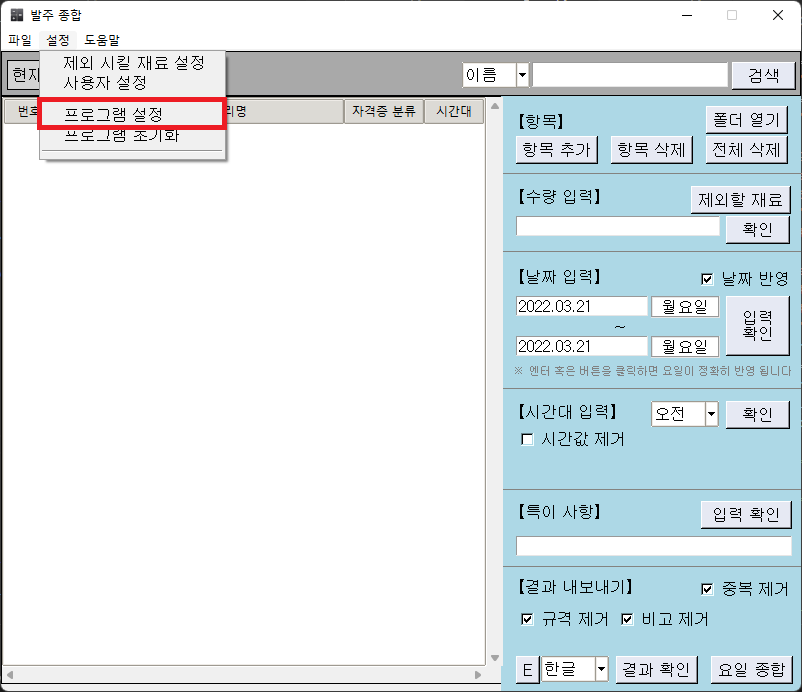 발주 종합
파일 설정 도움말
제외 시킬 재료 설정
사용자 설정
프로그램 설정
프로그램 초기화
현재
이름 검색
번호 리명 자격증 분류 시간대
【항목】 폴더 열기
항목 추가 항목 삭제 전체 삭제
【수량 입력】 제외할 재료
확인
【날짜 입력】 날짜 반영
2022.03.21 월요일
~
입력 확인
2022.03.21 월요일
※ 엔터 혹은 버튼을 클릭하면 요일이 정확히 반영 됩니다
【시간대 입력】 오전 확인
시간값 제거
【특이 사항】 입력 확인
【결과 내보내기】 중복 제거
규격 제거 비고 제거
E 한글 결과 확인 요일 종합